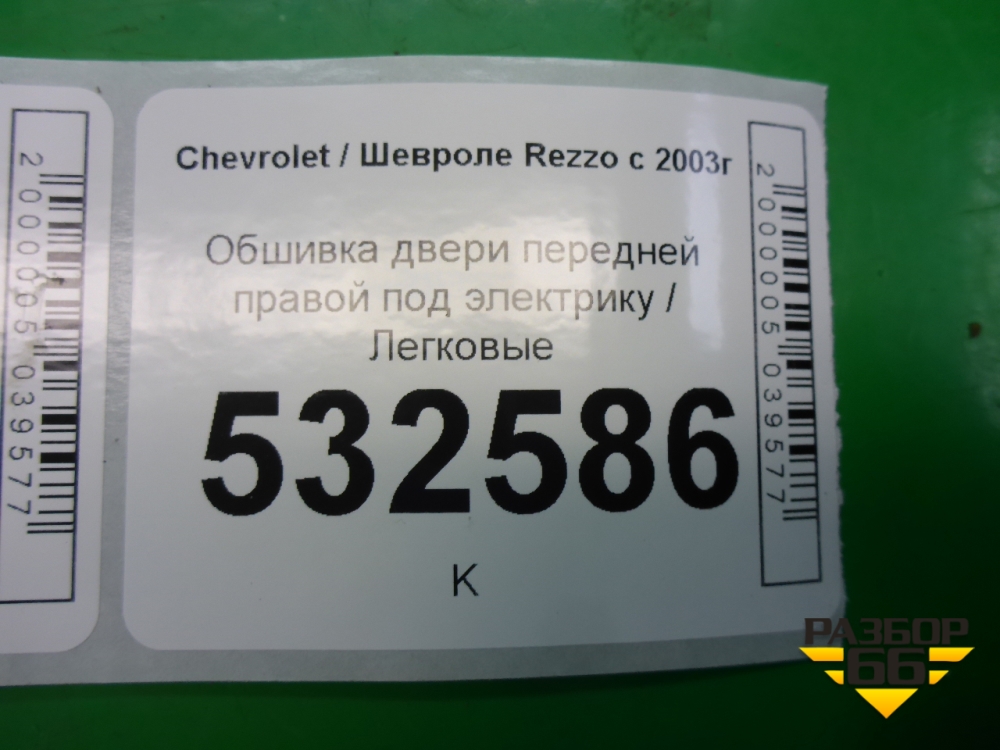 2000005039577
Chevrolet / Шевроле Rezzo с 2003г
Обшивка двери передней
правой под электрику /
Легковые
532586
К
2000005039577
РАЗБОР
66